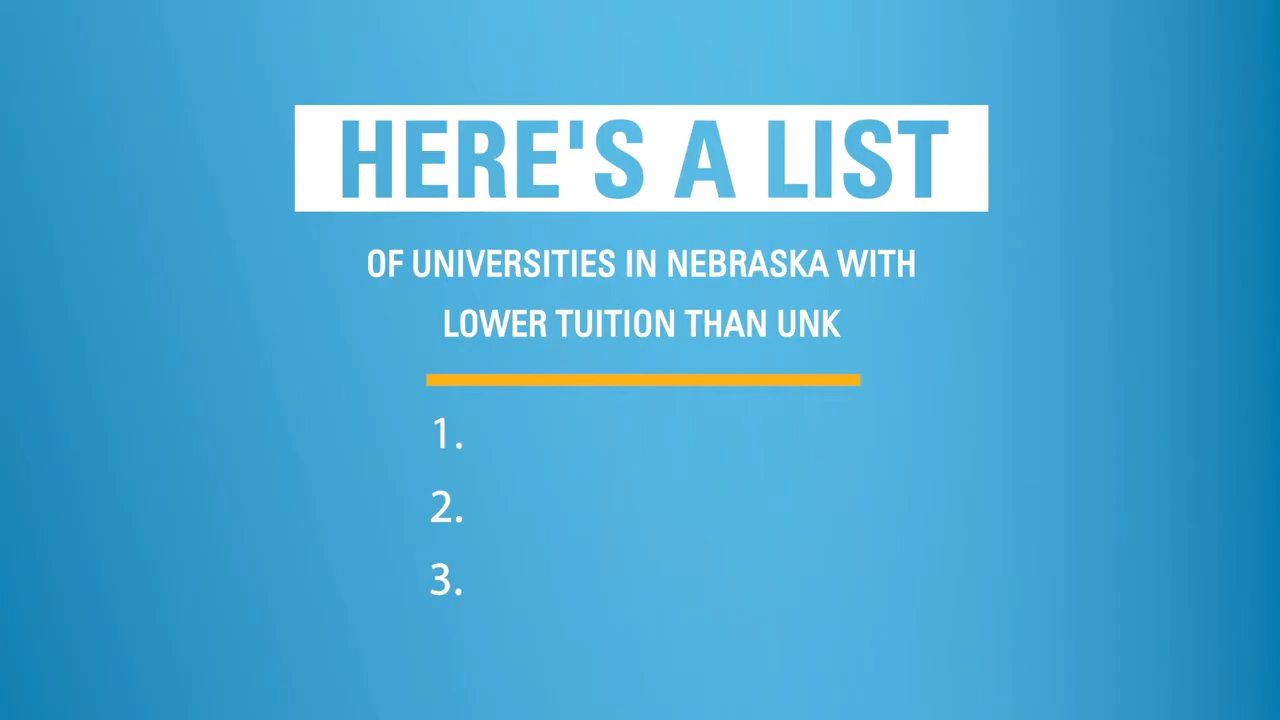 HERE'S A LIST
OF UNIVERSITIES IN NEBRASKA WITH
LOWER TUITION THAN UNK
1.
2.
3.